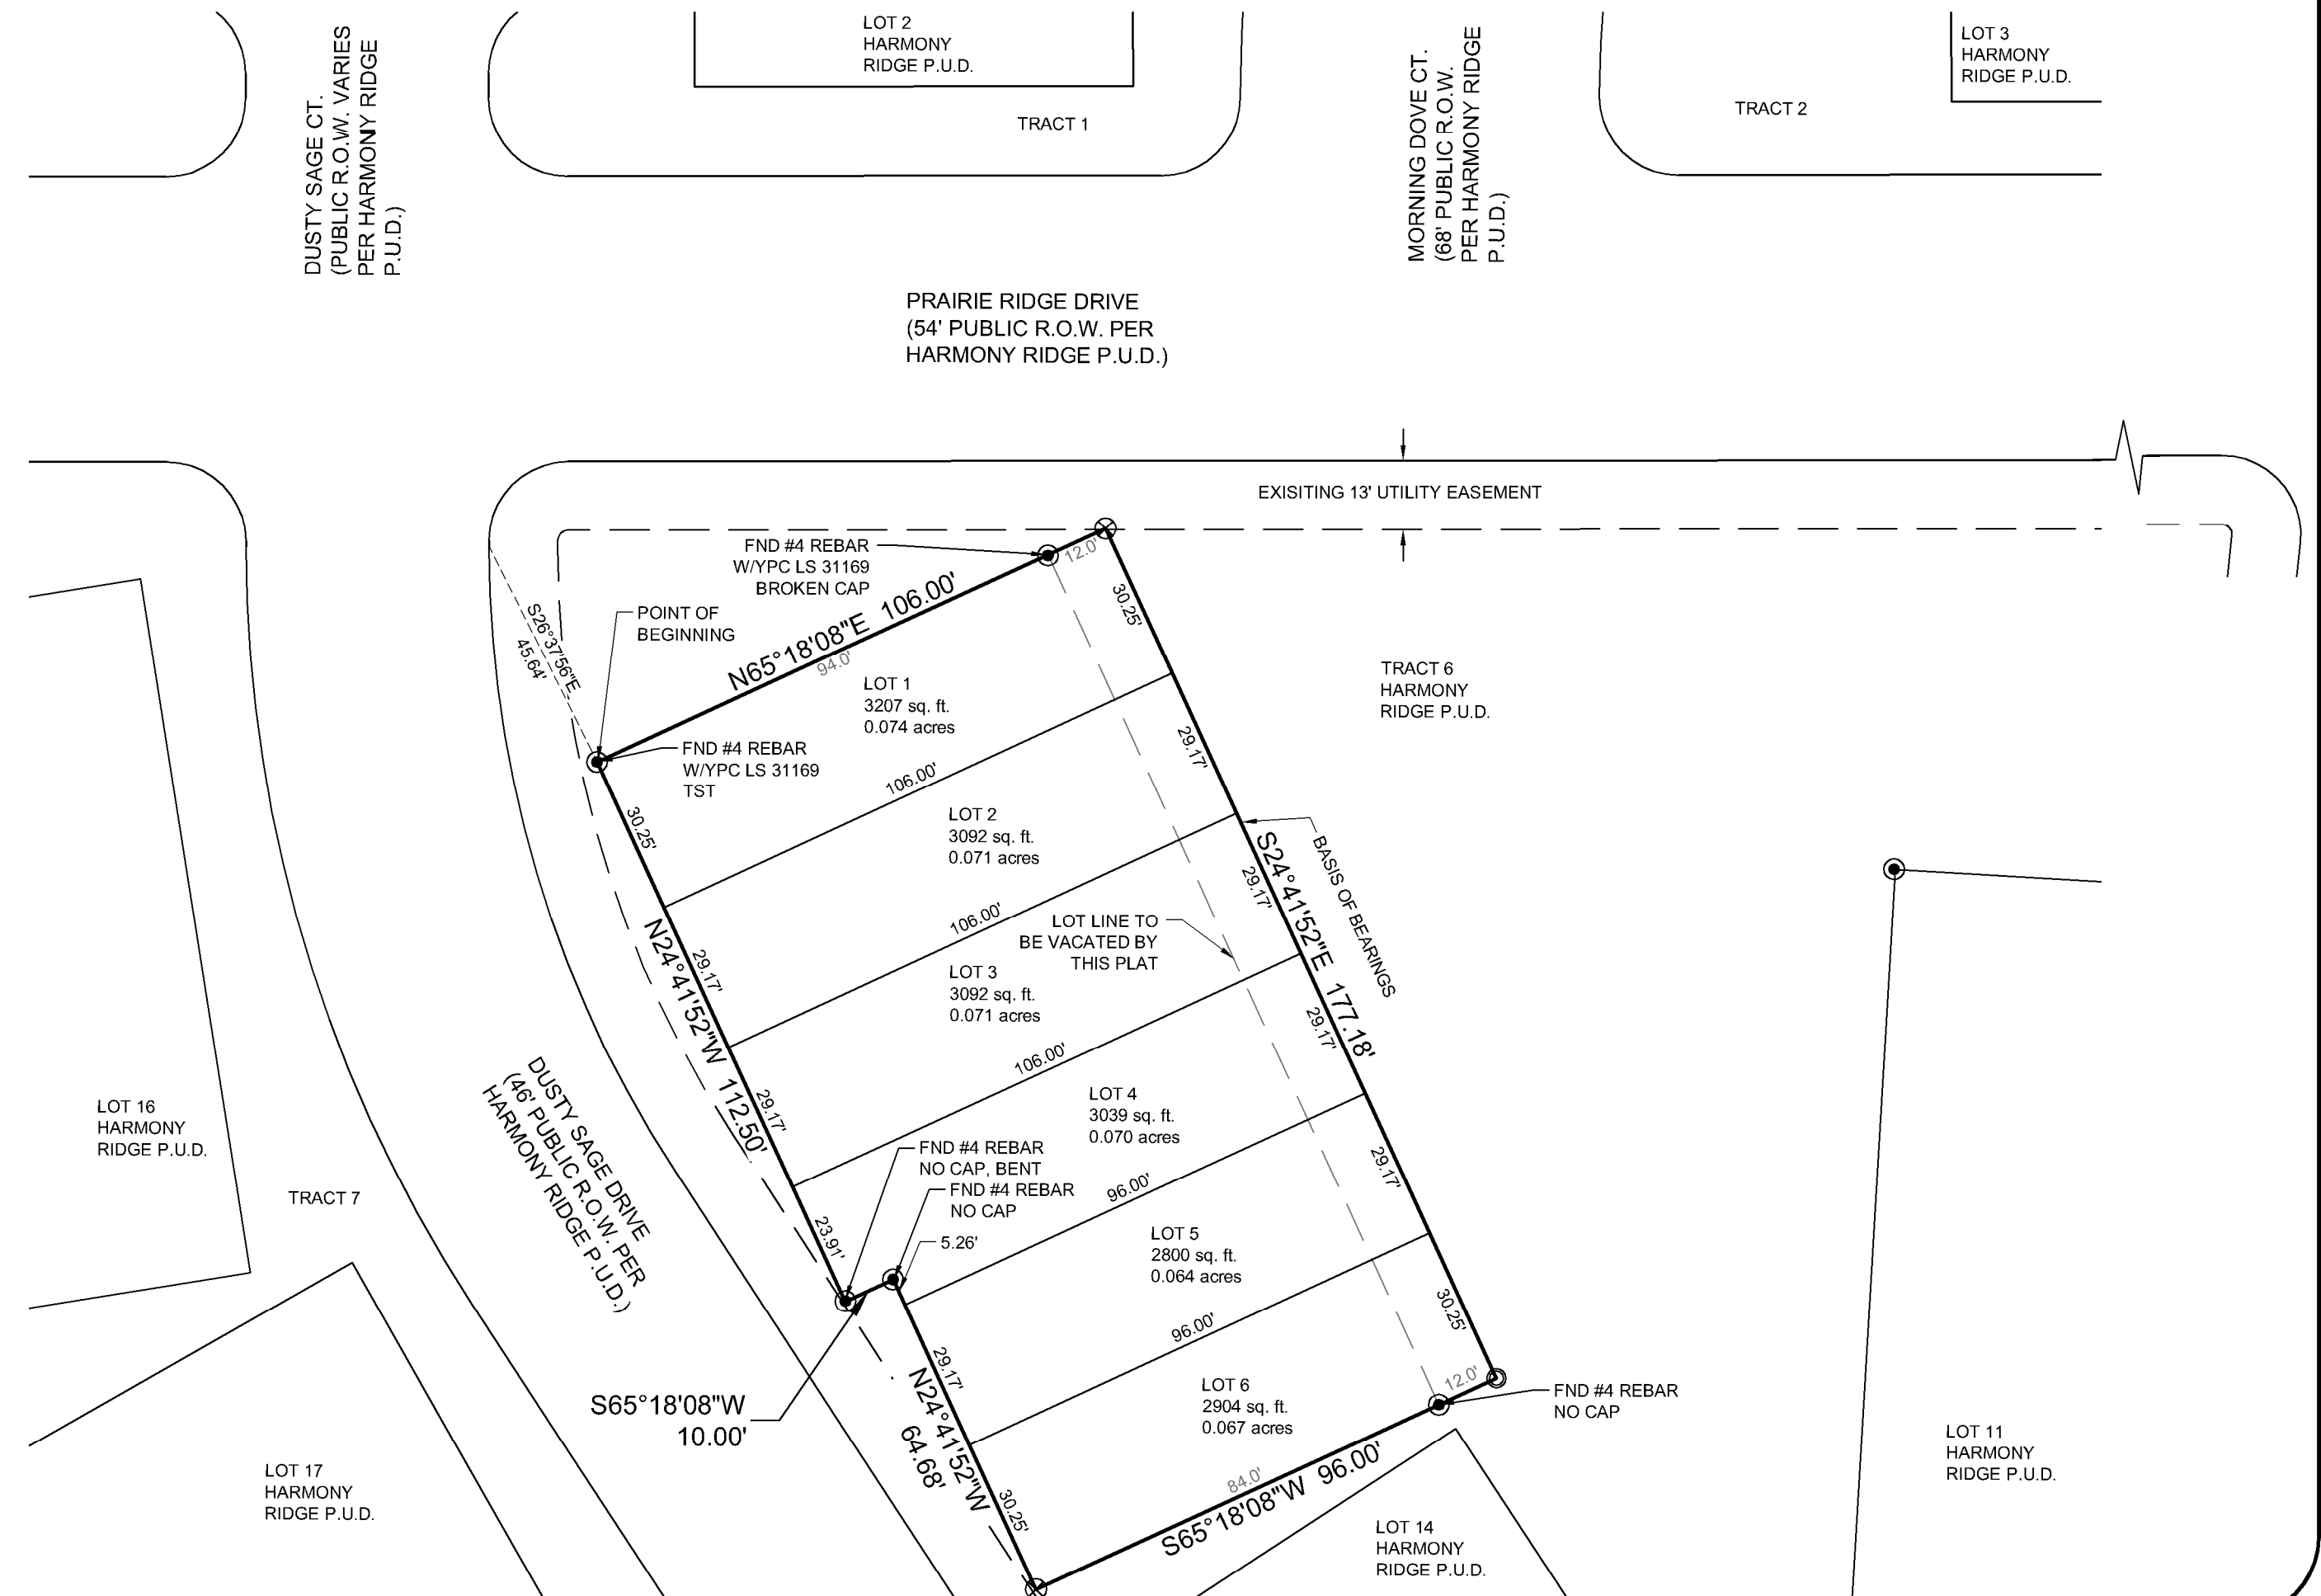 LOT 2
HARMONY
RIDGE P.U.D.
LOT 3
HARMONY
RIDGE P.U.D.
TRACT 1
TRACT 2
DUSTY SAGE CT.
(PUBLIC R.O.W. VARIES
PER HARMONY RIDGE
P.U.D.)
MORNING DOVE CT.
(68' PUBLIC R.O.W.
PER HARMONY RIDGE
P.U.D.)
PRAIRIE RIDGE DRIVE
(54' PUBLIC R.O.W. PER
HARMONY RIDGE P.U.D.)
EXISITING 13' UTILITY EASEMENT
FND #4 REBAR
W/YPC LS 31169
BROKEN CAP
12.0'
S26°37'56"E
45.64'
POINT OF
BEGINNING
N65°18'08"E 106.00'
94.0'
30.25'
LOT 1
3207 sq. ft.
0.074 acres
TRACT 6
HARMONY
RIDGE P.U.D.
FND #4 REBAR
W/YPC LS 31169
TST
106.00'
29.17'
30.25'
LOT 2
3092 sq. ft.
0.071 acres
106.00'
S24°41'52"E 177.18'
BASIS OF BEARINGS
29.17'
LOT LINE TO
BE VACATED BY
THIS PLAT
N24°41'52"W 112.50'
29.17'
LOT 3
3092 sq. ft.
0.071 acres
106.00'
29.17'
29.17'
LOT 4
3039 sq. ft.
0.070 acres
DUSTY SAGE DRIVE
(46' PUBLIC R.O.W. PER
HARMONY RIDGE P.U.D.)
LOT 16
HARMONY
RIDGE P.U.D.
TRACT 7
FND #4 REBAR
NO CAP, BENT
FND #4 REBAR
NO CAP
96.00'
29.17'
23.91'
5.26'
LOT 5
2800 sq. ft.
0.064 acres
96.00'
30.25'
29.17'
S65°18'08"W
10.00'
N24°41'52"W
64.68'
LOT 6
2904 sq. ft.
0.067 acres
12.0'
FND #4 REBAR
NO CAP
LOT 11
HARMONY
RIDGE P.U.D.
84.0'
S65°18'08"W 96.00'
30.25'
LOT 17
HARMONY
RIDGE P.U.D.
LOT 14
HARMONY
RIDGE P.U.D.